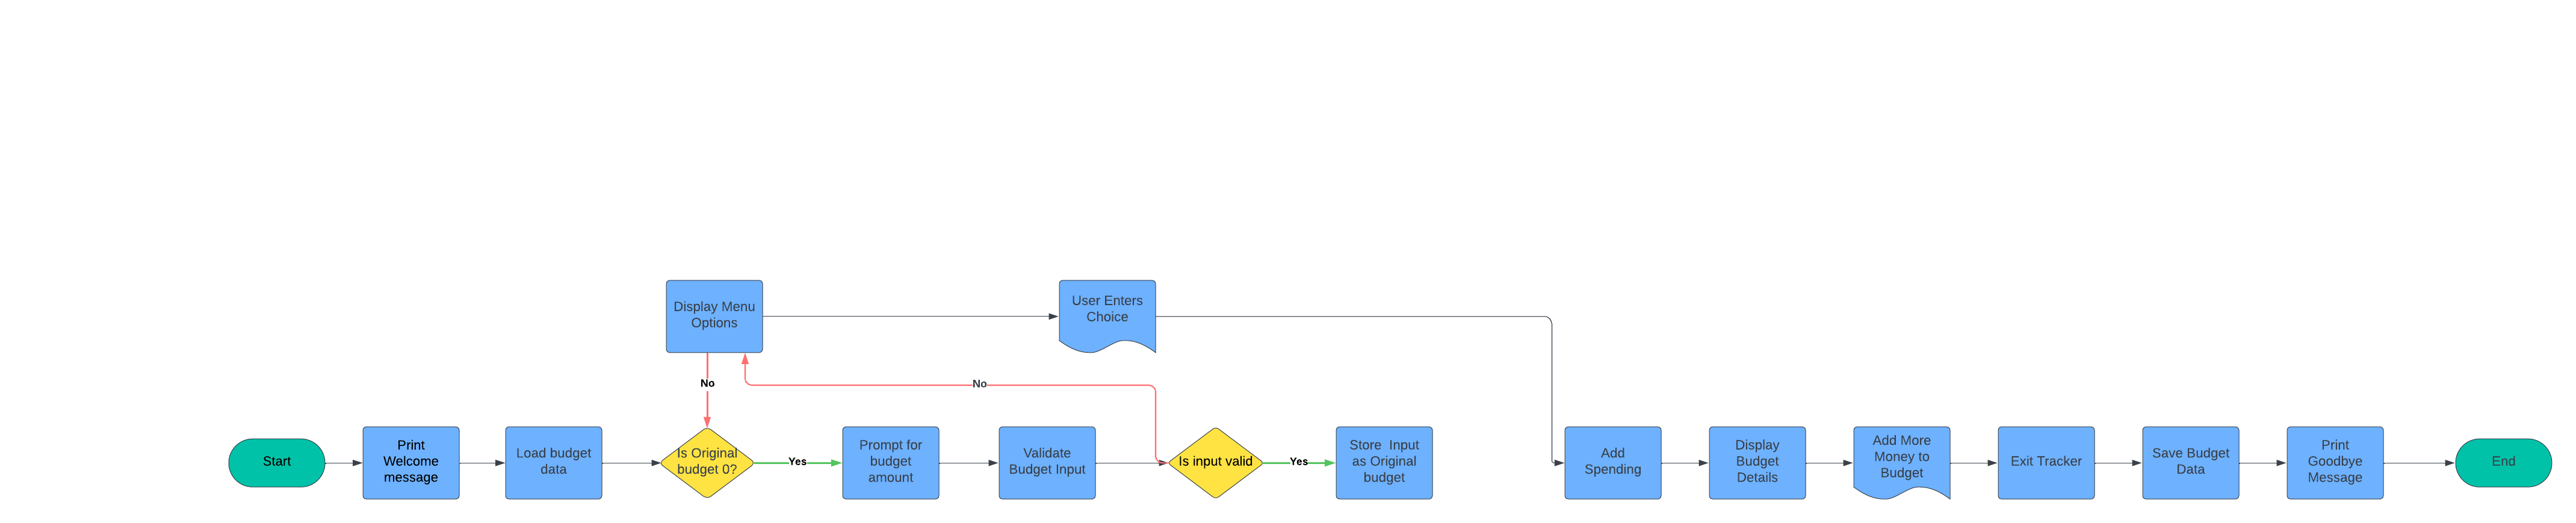 Display Menu
Options
User Enters
Choice
No
No
Start
Print
Welcome
message
Load budget
data
Is Original
budget 0?
Yes
Prompt for
budget
amount
Validate
Budget Input
Is input valid
Yes
Store Input
as Original
budget
Add
Spending
Display
Budget
Details
Add More
Money to
Budget
Exit Tracker
Save Budget
Data
Print
Goodbye
Message
End